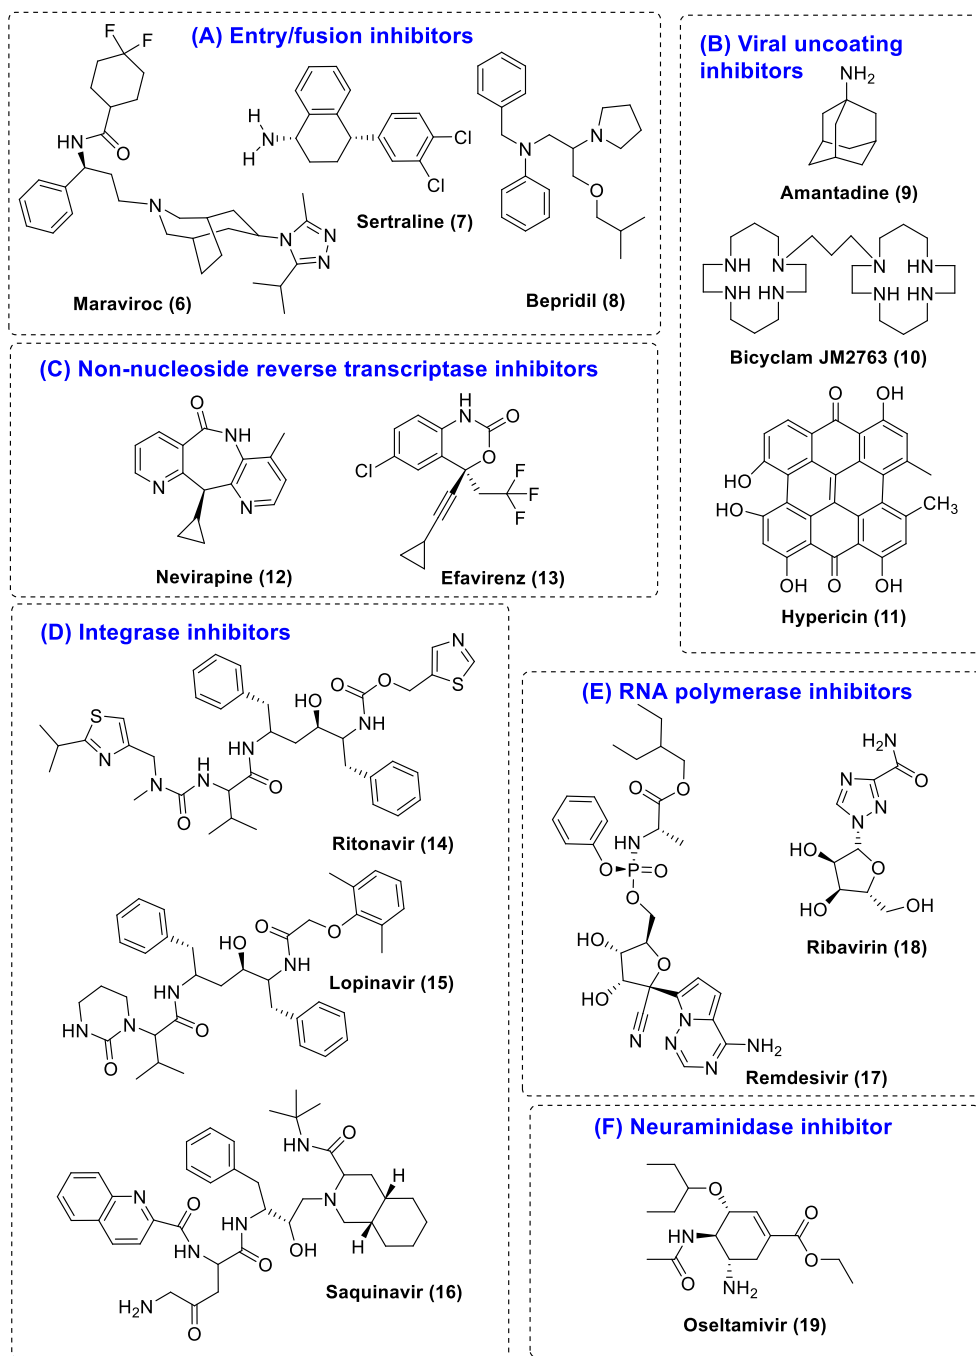 (A) Entry/fusion inhibitors
F
F
HN
O
N
N
N
N
Maraviroc (6)
H
N
H
Cl
Cl
Sertraline (7)
N
N
O
Bepridil (8)
(B) Viral uncoating
inhibitors
NH2
Amantadine (9)
NH N N HN
NH HN NH HN
Bicyclam JM2763 (10)
O OH
HO
HO CH3
OH O OH
Hypericin (11)
(C) Non-nucleoside reverse transcriptase inhibitors
O
NH
N
N
Nevirapine (12)
H
N O
O
Cl
F
F
F
Efavirenz (13)
(D) Integrase inhibitors
N
S
O O
HO
NH
S
N
HN
H
N
N
O
O
Ritonavir (14)
O
O
HO
NH
HN
HN N
O
O
Lopinavir (15)
HN O
H
N
N
O
HN
H
HN
O OH
H2N
O
Saquinavir (16)
(E) RNA polymerase inhibitors
O
O
HN
O P O
O
HO
O
HO
N
N
N
N
NH2
Remdesivir (17)
H2N
O
N
N
N
HO
O
HO OH
Ribavirin (18)
(F) Neuraminidase inhibitor
O
HN
O
O
O
NH2
Oseltamivir (19)